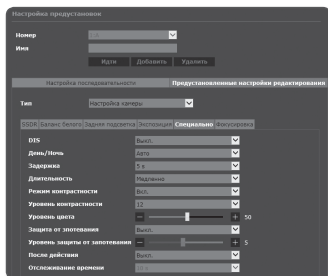 Настройка предустановок
Номер
Имя
Идти Добавить Удалить
Настройка последовательности Предустановленные настройки редактирования
Тип Настройка камеры
SSDR Баланс белого Задняя подсветка Экспозиция Специально Фокусировка
DIS Выкл.
День/Ночь Авто
Задержка 5 s
Длительность Медленно
Режим контрастности Вкл.
Уровень контрастности 12
Уровень цвета 50
Защита от зпотевания Выкл.
Уровень защиты от запотевания 5
После действия Выкл.
Отслеживание времени 10 s